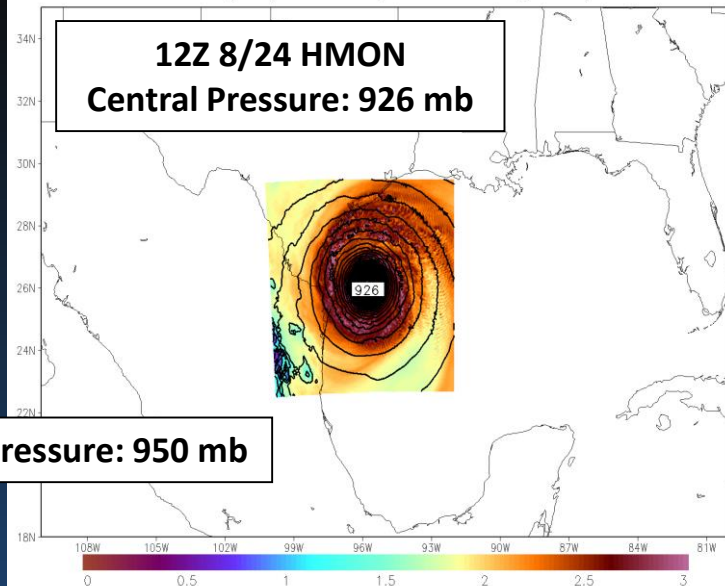 34N
12Z 8/24 HMON
Central Pressure: 926 mb
32N
30N
28N
26N
926
24N
22N
ressure: 950 mb
18N
108W 105W 102W 99W 96W 93W 90W 87W 84W 81W
0 0.5 1 1.5 2 2.5 3